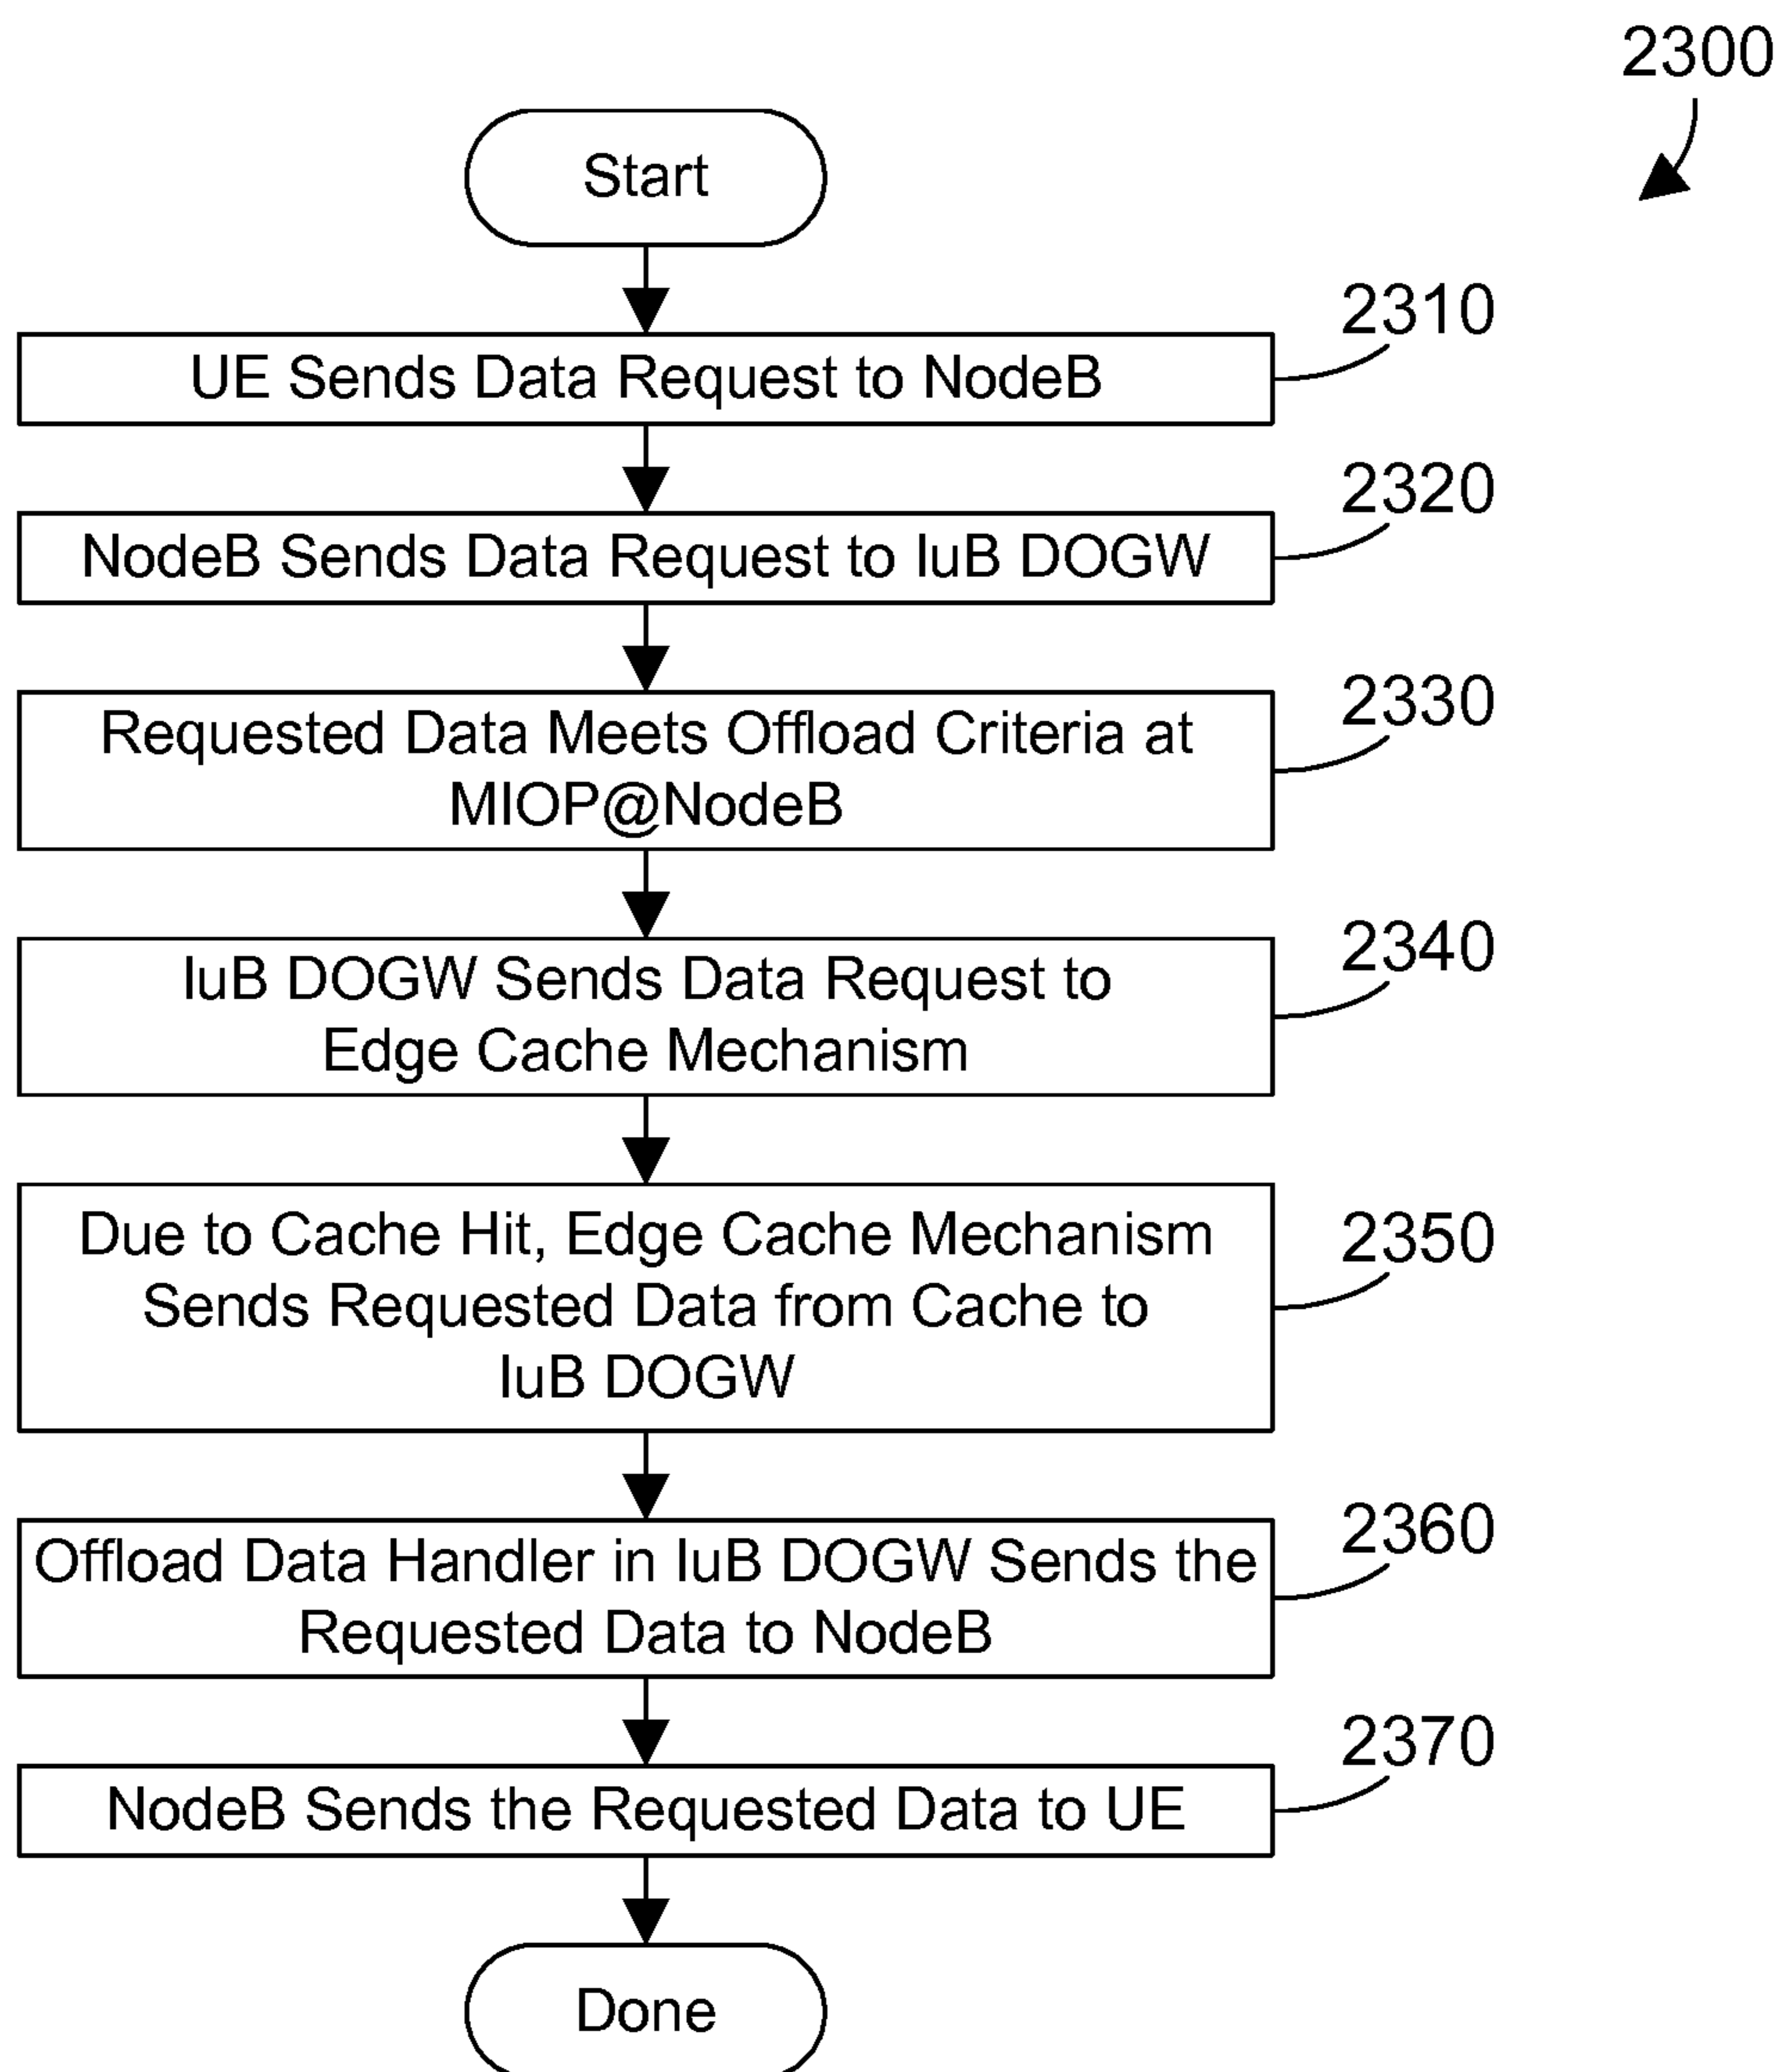 2300
Start
2310
UE Sends Data Request to NodeB
2320
NodeB Sends Data Request to IuB DOGW
2330
Requested Data Meets Offload Criteria at
MIOP@NodeB
2340
IuB DOGW Sends Data Request to
Edge Cache Mechanism
2350
Due to Cache Hit, Edge Cache Mechanism
Sends Requested Data from Cache to
IuB DOGW
2360
Offload Data Handler in IuB DOGW Sends the
Requested Data to NodeB
2370
NodeB Sends the Requested Data to UE
Done